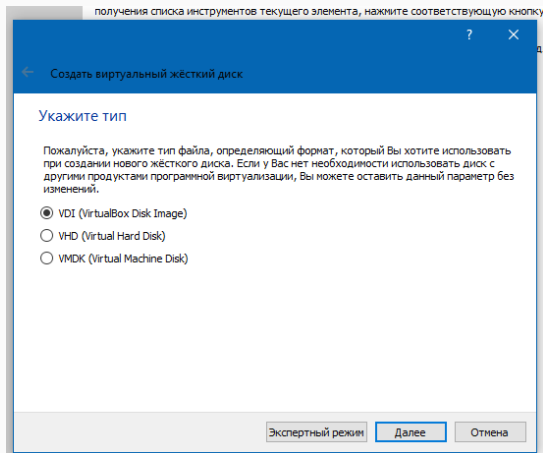 получения списка инструментов текущего элемента, нажмите соответствующую кнопку
?
Создать виртуальный жёсткий диск
Укажите тип
Пожалуйста, укажите тип файла, определяющий формат, который Вы хотите использовать
при создании нового жёсткого диска. Если у Вас нет необходимости использовать диск с
другими продуктами программной виртуализации, Вы можете оставить данный параметр без
изменений.
VDI (VirtualBox Disk Image)
VHD (Virtual Hard Disk)
VMDK (Virtual Machine Disk)
Экспертный режим Далее Отмена